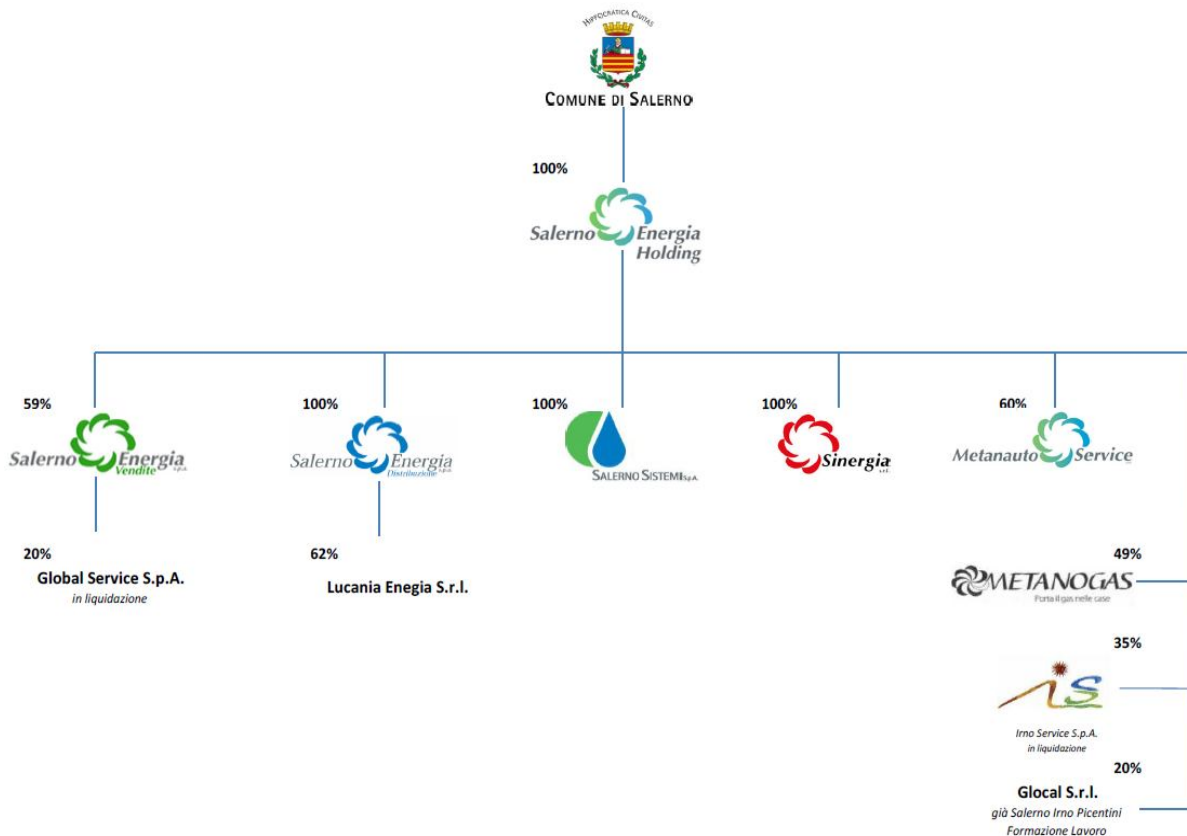 HIPPOCRATICA CIVITAS
COMUNE DI SALERNO
100%
Salerno Energia
Holding
59%
100%
100%
100%
60%
Salerno Energia
Vendite S.p.A.
Salerno Energia
Distribuzione S.p.A.
SALERNO SISTEMI S.p.A.
Sinergia
s.r.l.
Metanauto Service
20%
Global Service S.p.A.
in liquidazione
62%
Lucania Enegia S.r.l.
49%
METANOGAS
Porta il gas nelle case
35%
is
Irno Service S.p.A.
in liquidazione
20%
Glocal S.r.l.
già Salerno Irno Picentini
Formazione Lavoro